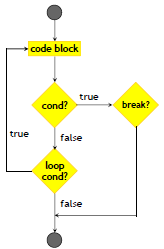 code block
cond?
true
break?
true
false
loop
cond?
false